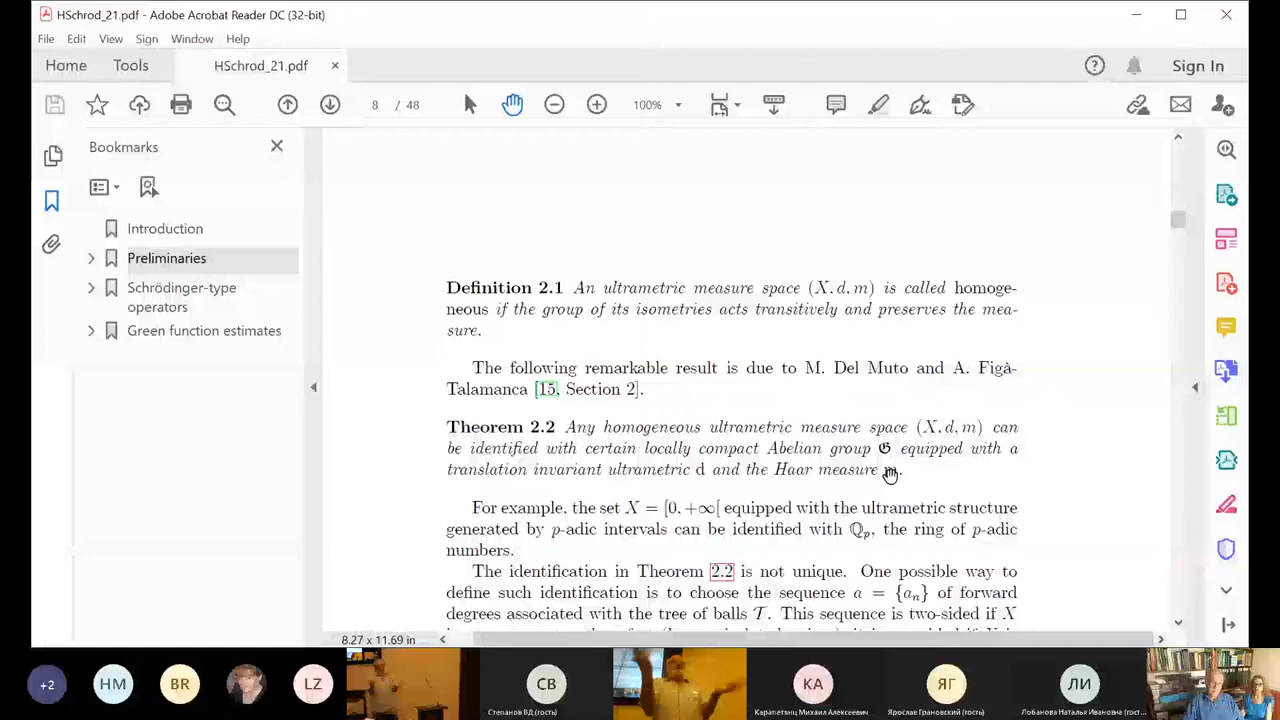 HSchrod_21.pdf - Adobe Acrobat Reader DC (32-bit)
File Edit View Sign Window Help
Home Tools HSchrod_21.pdf × Sign In
8 / 48 100%
Bookmarks
Introduction
Preliminaries
Schrödinger-type
operators
Green function estimates
Definition 2.1 An ultrametric measure space (X, d, m) is called homoge-
neous if the group of its isometries acts transitively and preserves the mea-
sure.
The following remarkable result is due to M. Del Muto and A. Figà-
Talamanca [15, Section 2].
Theorem 2.2 Any homogeneous ultrametric measure space (X, d, m) can
be identified with certain locally compact Abelian group 𝔊 equipped with a
translation invariant ultrametric d and the Haar measure
For example, the set X = [0, +∞[ equipped with the ultrametric structure
generated by p-adic intervals can be identified with ℚₚ, the ring of p-adic
numbers.
The identification in Theorem 2.2 is not unique. One possible way to
define such identification is to choose the sequence a = {aₙ} of forward
degrees associated with the tree of balls 𝒯. This sequence is two-sided if X
8.27 x 11.69 in
+2 HM BR LZ СВ КА ЯГ ЛИ
Степанов ВД (гость) Карапетянц Михаил Алексеевич Ярослав Грановский (гость) Лобанова Наталья Ивановна (гост...